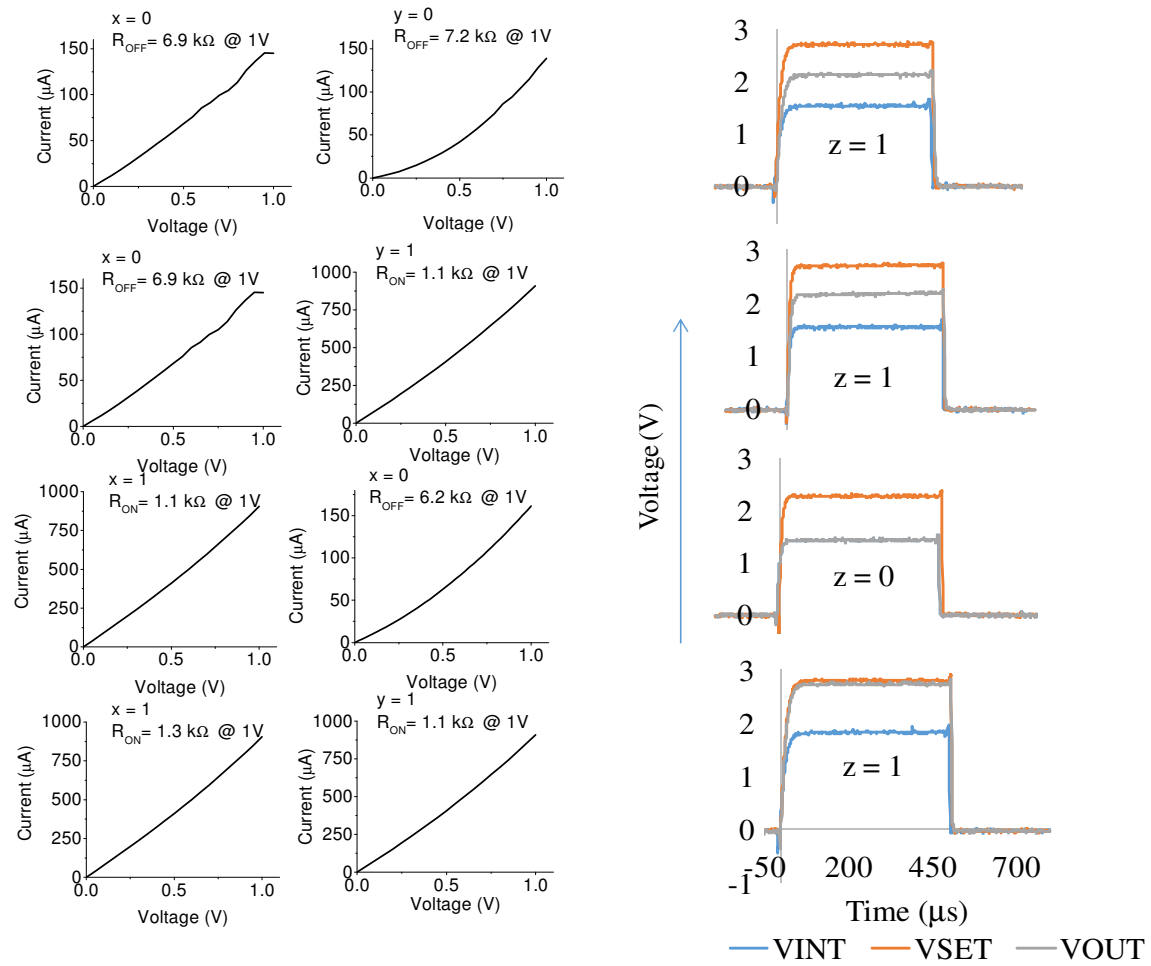 x = 0
R_OFF= 6.9 kΩ @ 1V
150
100
50
0
0.0 0.5 1.0
Current (μA)
Voltage (V)
y = 0
R_OFF= 7.2 kΩ @ 1V
150
100
50
0
0.0 0.5 1.0
Current (μA)
Voltage (V)
3
2
1
0
z = 1
x = 0
R_OFF= 6.9 kΩ @ 1V
150
100
50
0
0.0 0.5 1.0
Current (μA)
Voltage (V)
y = 1
R_ON= 1.1 kΩ @ 1V
1000
750
500
250
0
0.0 0.5 1.0
Current (μA)
Voltage (V)
3
2
1
0
z = 1
Voltage (V)
x = 1
R_ON= 1.1 kΩ @ 1V
1000
750
500
250
0
0.0 0.5 1.0
Current (μA)
Voltage (V)
x = 0
R_OFF= 6.2 kΩ @ 1V
150
100
50
0
0.0 0.5 1.0
Current (μA)
Voltage (V)
3
2
1
0
z = 0
x = 1
R_ON= 1.3 kΩ @ 1V
1000
750
500
250
0
0.0 0.5 1.0
Current (μA)
Voltage (V)
y = 1
R_ON= 1.1 kΩ @ 1V
1000
750
500
250
0
0.0 0.5 1.0
Current (μA)
Voltage (V)
3
2
1
0
-1
z = 1
-50 200 450 700
Time (μs)
VINT VSET VOUT